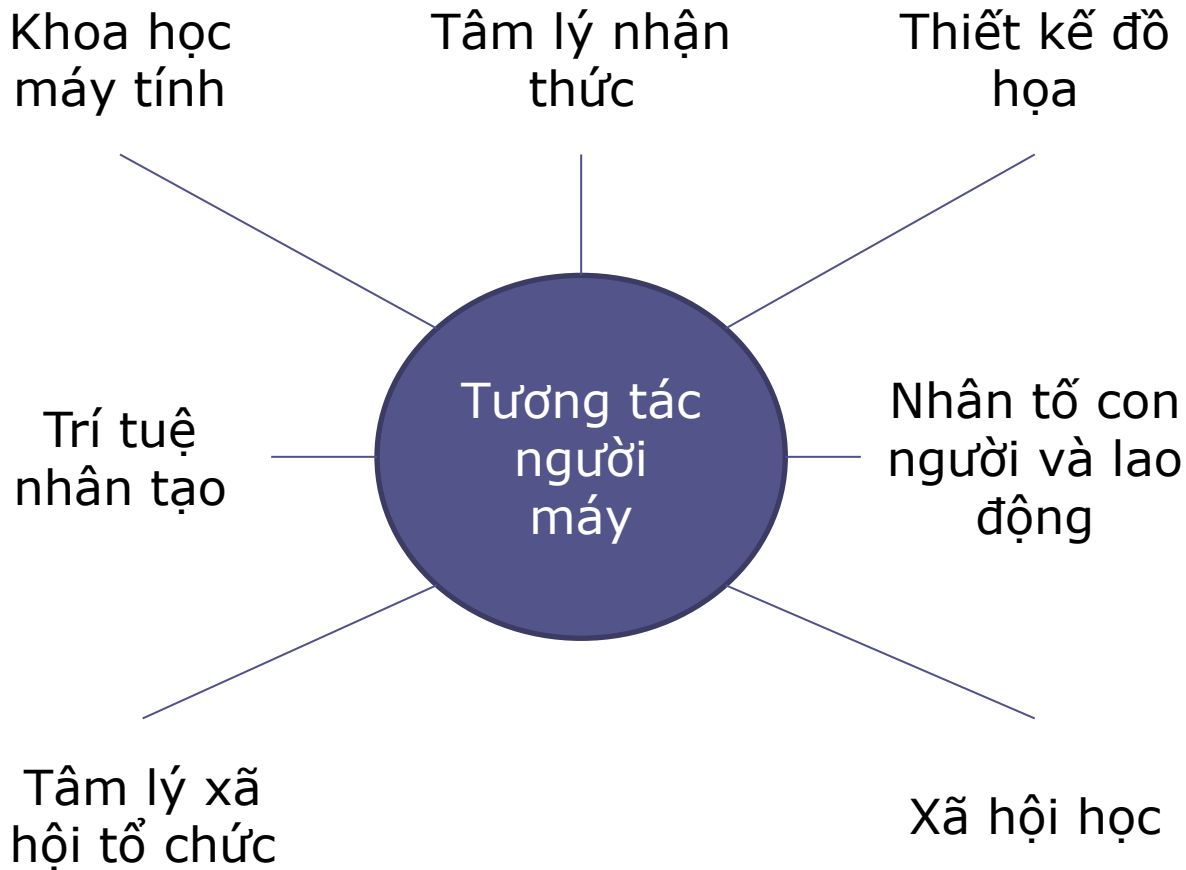 Khoa học
máy tính
Tâm lý nhận
thức
Thiết kế đồ
họa
Trí tuệ
nhân tạo
Tương tác
người
máy
Nhân tố con
người và lao
động
Tâm lý xã
hội tổ chức
Xã hội học